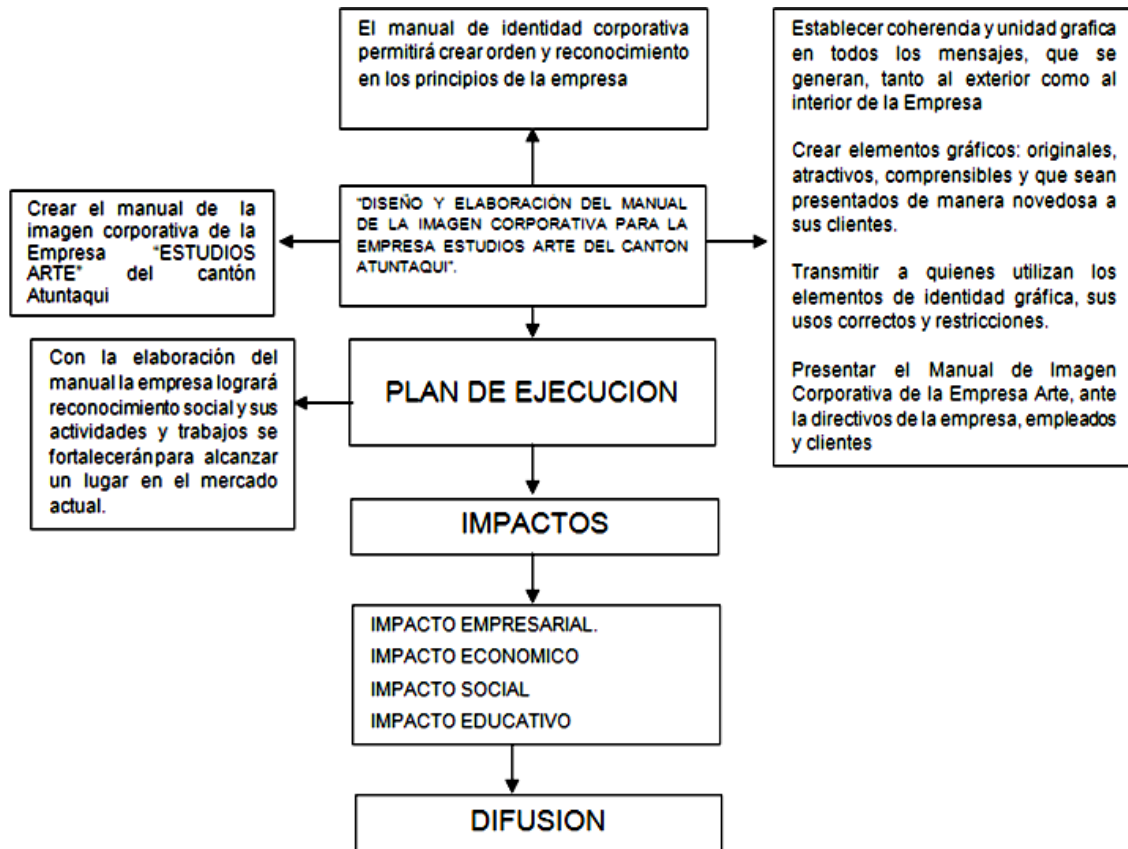 El manual de identidad corporativa
permitirá crear orden y reconocimiento
en los principios de la empresa
Establecer coherencia y unidad grafica
en todos los mensajes, que se
generan, tanto al exterior como al
interior de la Empresa
Crear elementos gráficos: originales,
atractivos, comprensibles y que sean
presentados de manera novedosa a
sus clientes.
Transmitir a quienes utilizan los
elementos de identidad gráfica, sus
usos correctos y restricciones.
Presentar el Manual de Imagen
Corporativa de la Empresa Arte, ante
la directivos de la empresa, empleados
y clientes
Crear el manual de la
imagen corporativa de la
Empresa "ESTUDIOS
ARTE" del cantón
Atuntaqui
"DISEÑO Y ELABORACIÓN DEL MANUAL
DE LA IMAGEN CORPORATIVA PARA LA
EMPRESA ESTUDIOS ARTE DEL CANTON
ATUNTAQUI".
Con la elaboración del
manual la empresa logrará
reconocimiento social y sus
actividades y trabajos se
fortalecerán para alcanzar
un lugar en el mercado
actual.
PLAN DE EJECUCION
IMPACTOS
IMPACTO EMPRESARIAL.
IMPACTO ECONOMICO
IMPACTO SOCIAL
IMPACTO EDUCATIVO
DIFUSION